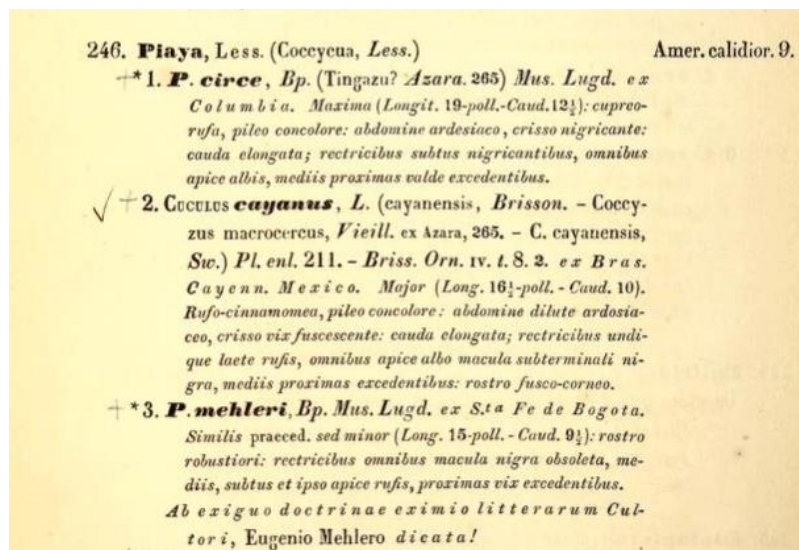 246. Piaya, Less. (Coccycua, Less.) Amer. calidior. 9.
*1. P. circe, Bp. (Tingazu? Azara. 265) Mus. Lugd. ex
Columbia. Maxima (Longit. 19-poll.-Caud. 12½): cupreo-
rufa, pileo concolore: abdomine ardesiaco, crisso nigricante:
cauda elongata; rectricibus subtus nigricantibus, omnibus
apice albis, mediis proximas valde excedentibus.
2. Cuculus cayanus, L. (cayanensis, Brisson. – Coccy-
zus macrocercus, Vieill. ex Azara, 265. – C. cayanensis,
Sw.) Pl. enl. 211. – Briss. Orn. IV. t. 8. 2. ex Bras.
Cayenn. Mexico. Major (Long. 16½-poll. - Caud. 10).
Rufo-cinnamomea, pileo concolore: abdomine dilute ardosia-
ceo, crisso vix fuscescente: cauda elongata; rectricibus undi-
que laete rufis, omnibus apice albo macula subterminali ni-
gra, mediis proximas excedentibus: rostro fusco-corneo.
*3. P. mehleri, Bp. Mus. Lugd. ex S.ta Fe de Bogota.
Similis praeced. sed minor (Long. 15-poll. - Caud. 9½): rostro
robustiori: rectricibus omnibus macula nigra obsoleta, me-
diis, subtus et ipso apice rufis, proximas vix excedentibus.
Ab exiguo doctrinae eximio litterarum Cul-
tori, Eugenio Mehlero dicata!